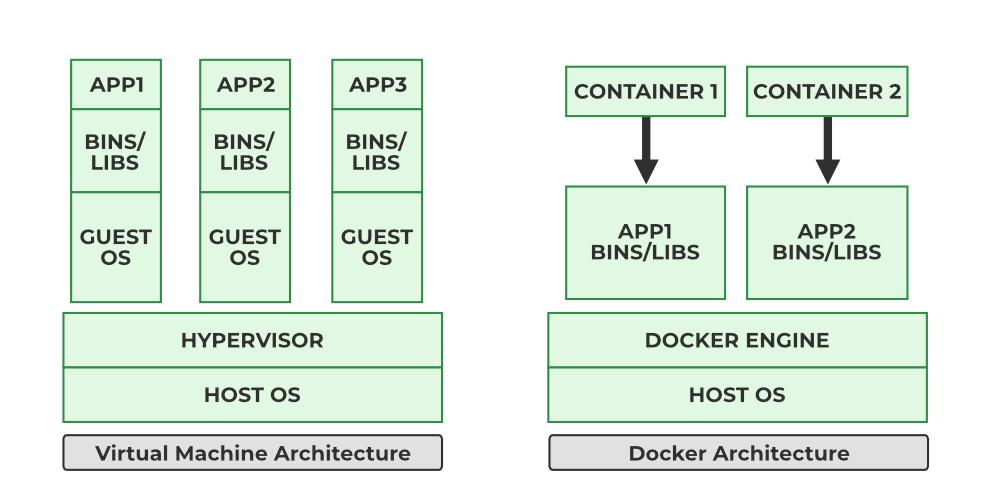 APP1
BINS/
LIBS
GUEST
OS
APP2
BINS/
LIBS
GUEST
OS
APP3
BINS/
LIBS
GUEST
OS
HYPERVISOR
HOST OS
Virtual Machine Architecture
CONTAINER 1
APP1
BINS/LIBS
CONTAINER 2
APP2
BINS/LIBS
DOCKER ENGINE
HOST OS
Docker Architecture